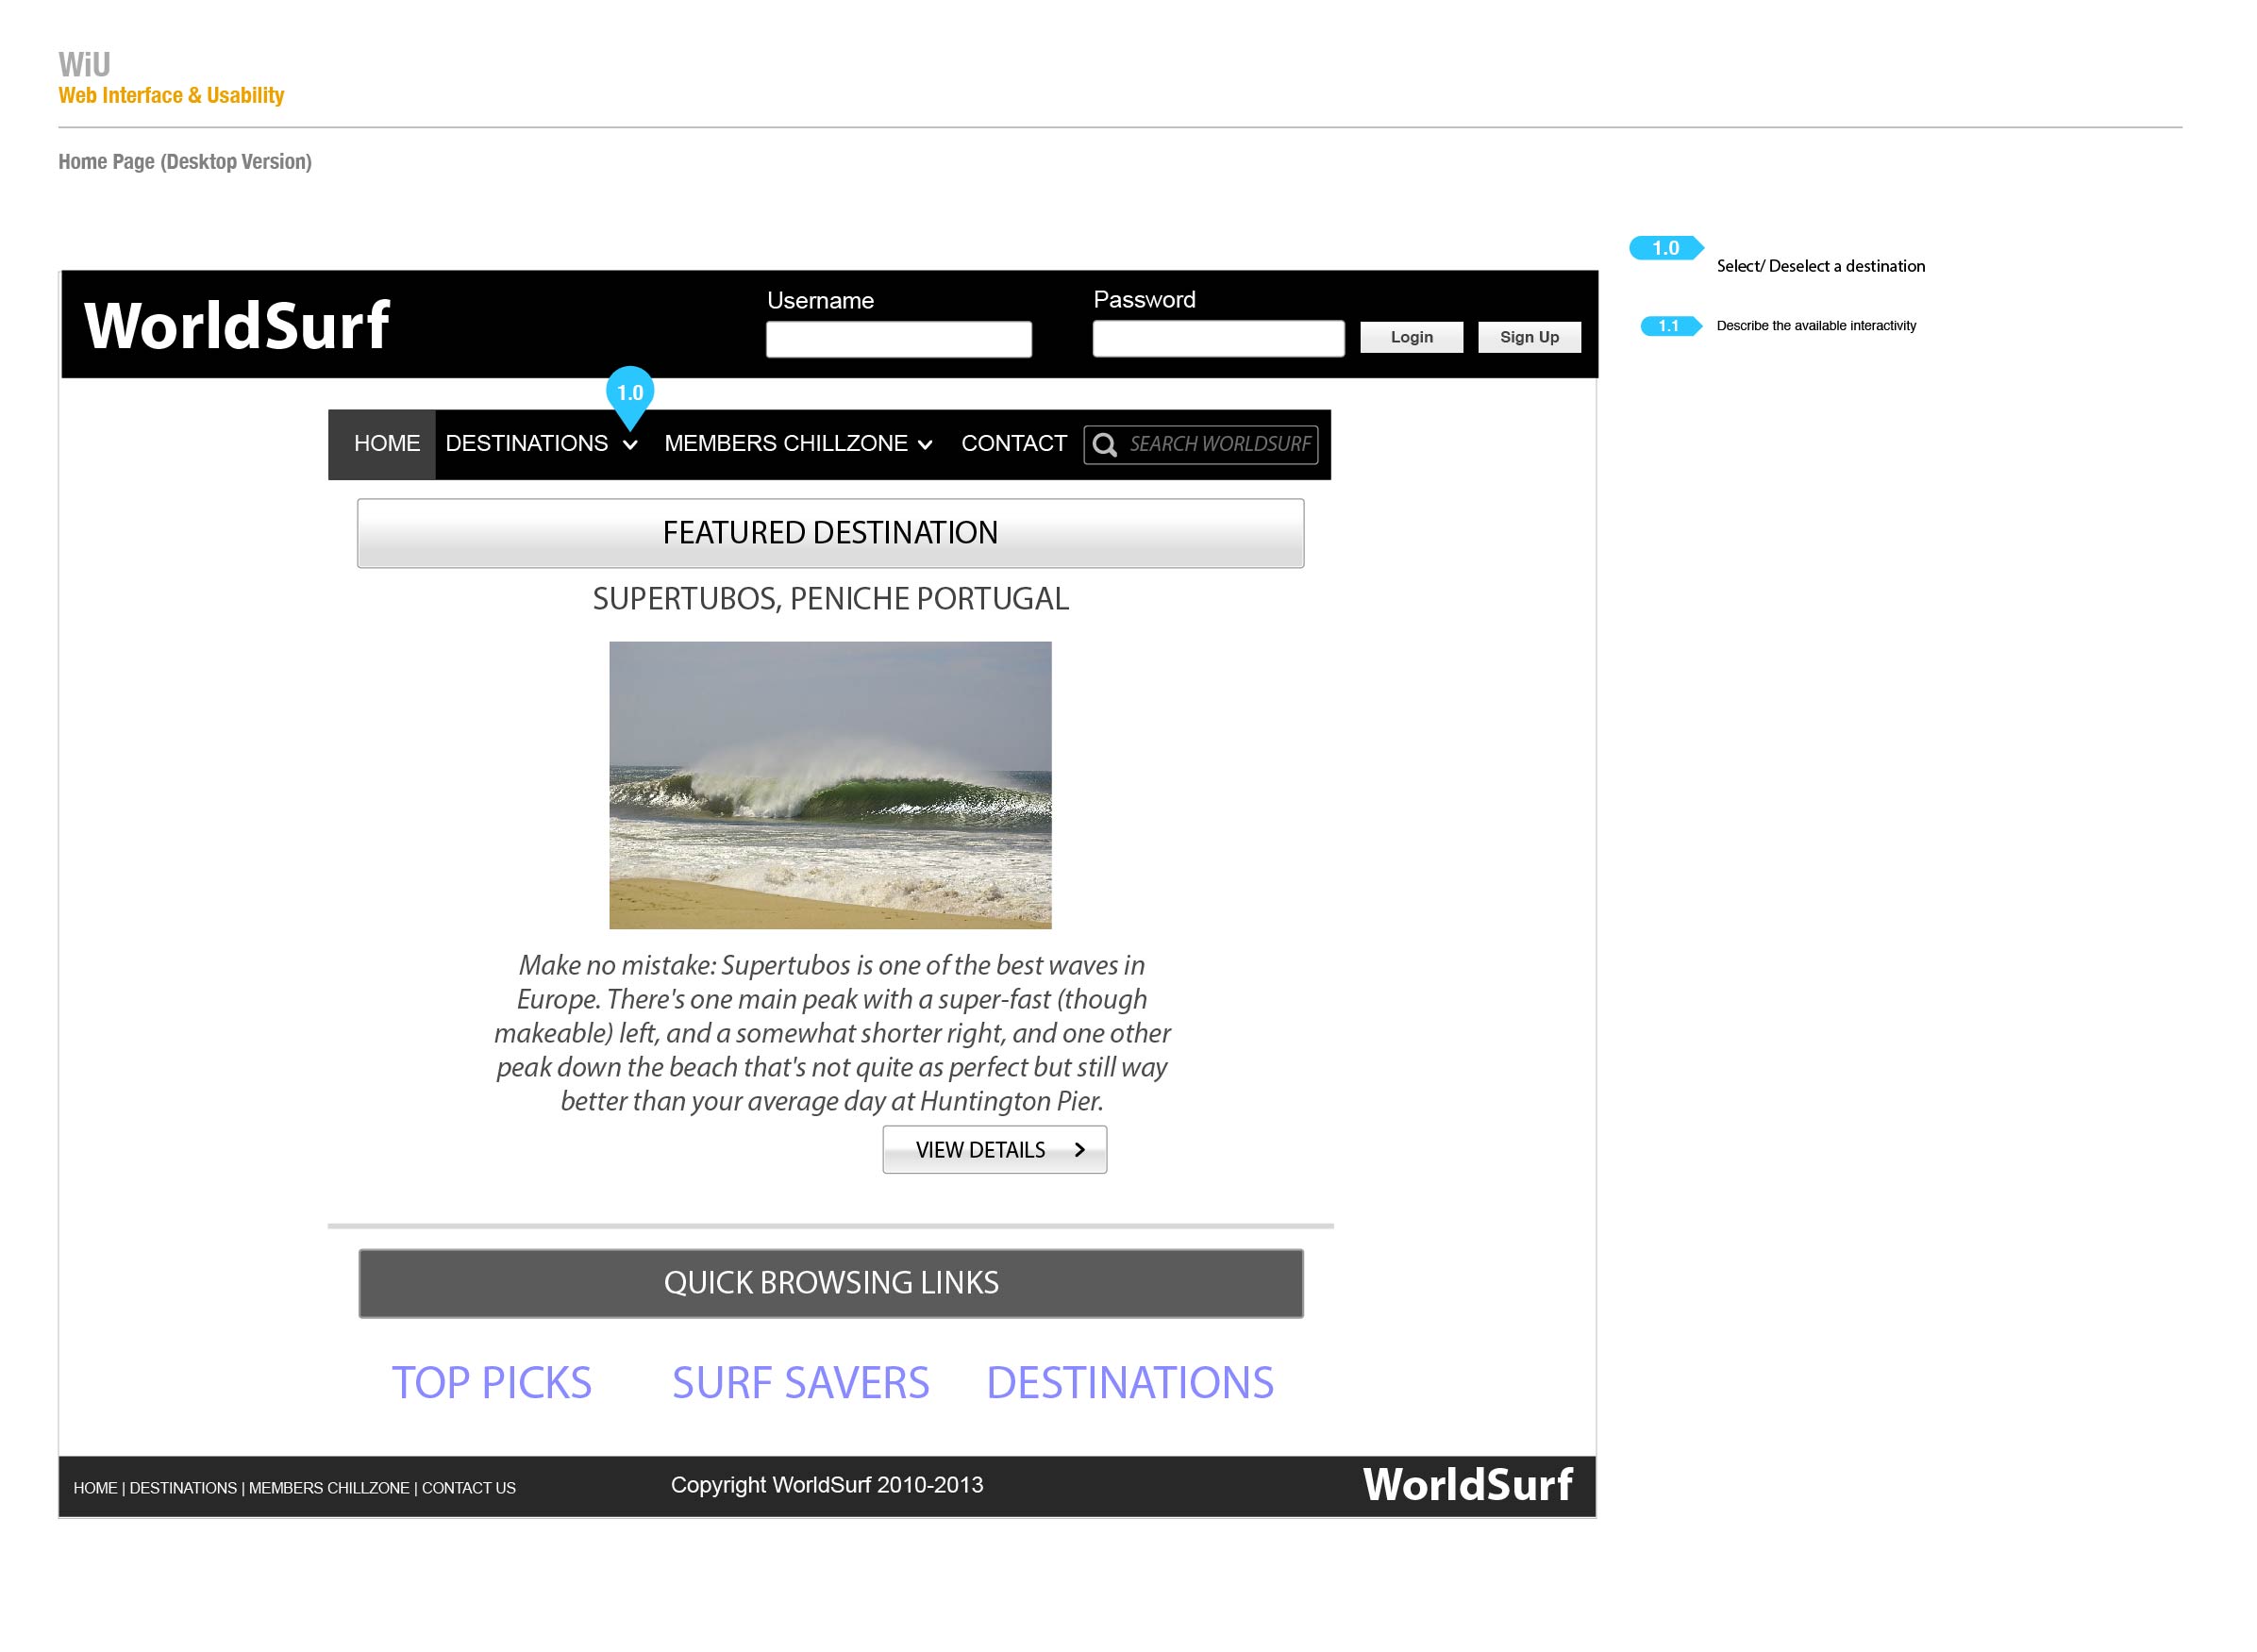 WiU
Web Interface & Usability
Home Page (Desktop Version)
1.0
Select/ Deselect a destination
1.1 Describe the available interactivity
WorldSurf
Username
Password
Login
Sign Up
1.0
HOME DESTINATIONS MEMBERS CHILLZONE CONTACT SEARCH WORLDSURF
FEATURED DESTINATION
SUPERTUBOS, PENICHE PORTUGAL
Make no mistake: Supertubos is one of the best waves in
Europe. There's one main peak with a super-fast (though
makeable) left, and a somewhat shorter right, and one other
peak down the beach that's not quite as perfect but still way
better than your average day at Huntington Pier.
VIEW DETAILS
QUICK BROWSING LINKS
TOP PICKS SURF SAVERS DESTINATIONS
HOME | DESTINATIONS | MEMBERS CHILLZONE | CONTACT US
Copyright WorldSurf 2010-2013
WorldSurf